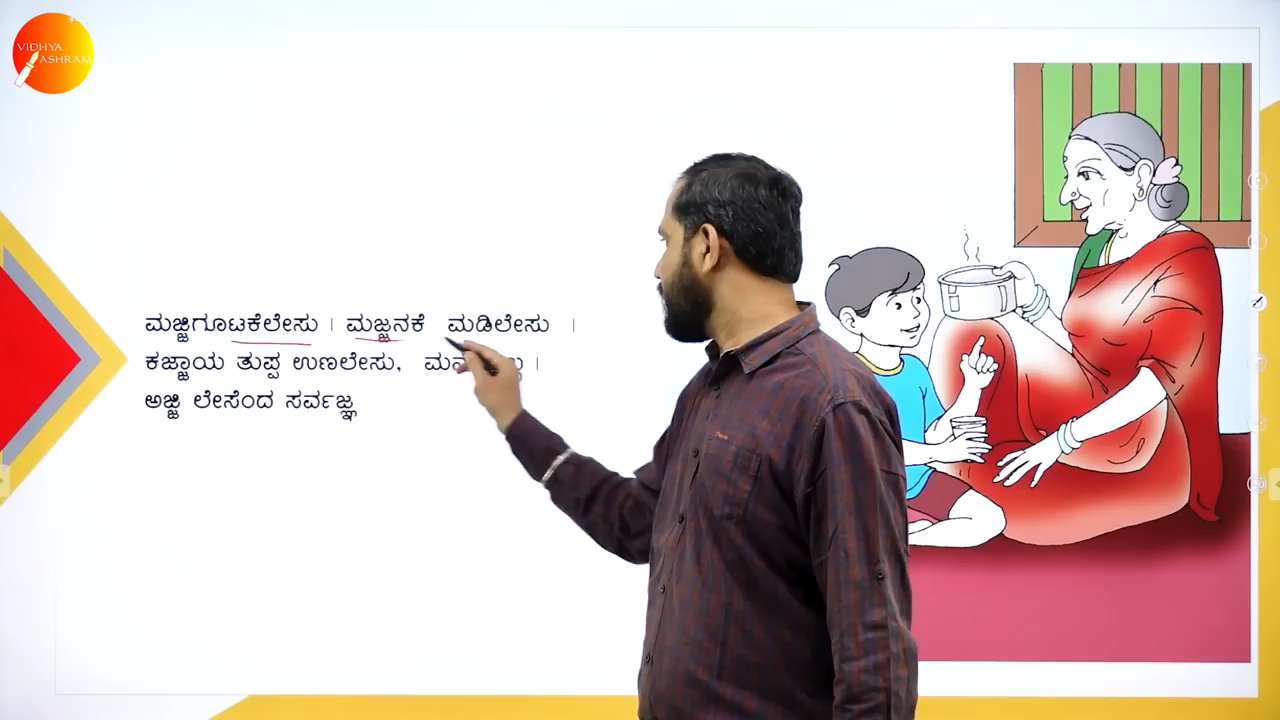 VIDHYA
ASHRAM
ಮಜ್ಜಿಗೂಟಕೆಲೇಸು । ಮಜ್ಜನಕೆ ಮಡಿಲೇಸು ।
ಕಜ್ಜಾಯ ತುಪ್ಪ ಉಣಲೇಸು, ।
ಅಜ್ಜಿ ಲೇಸೆಂದ ಸರ್ವಜ್ಞ